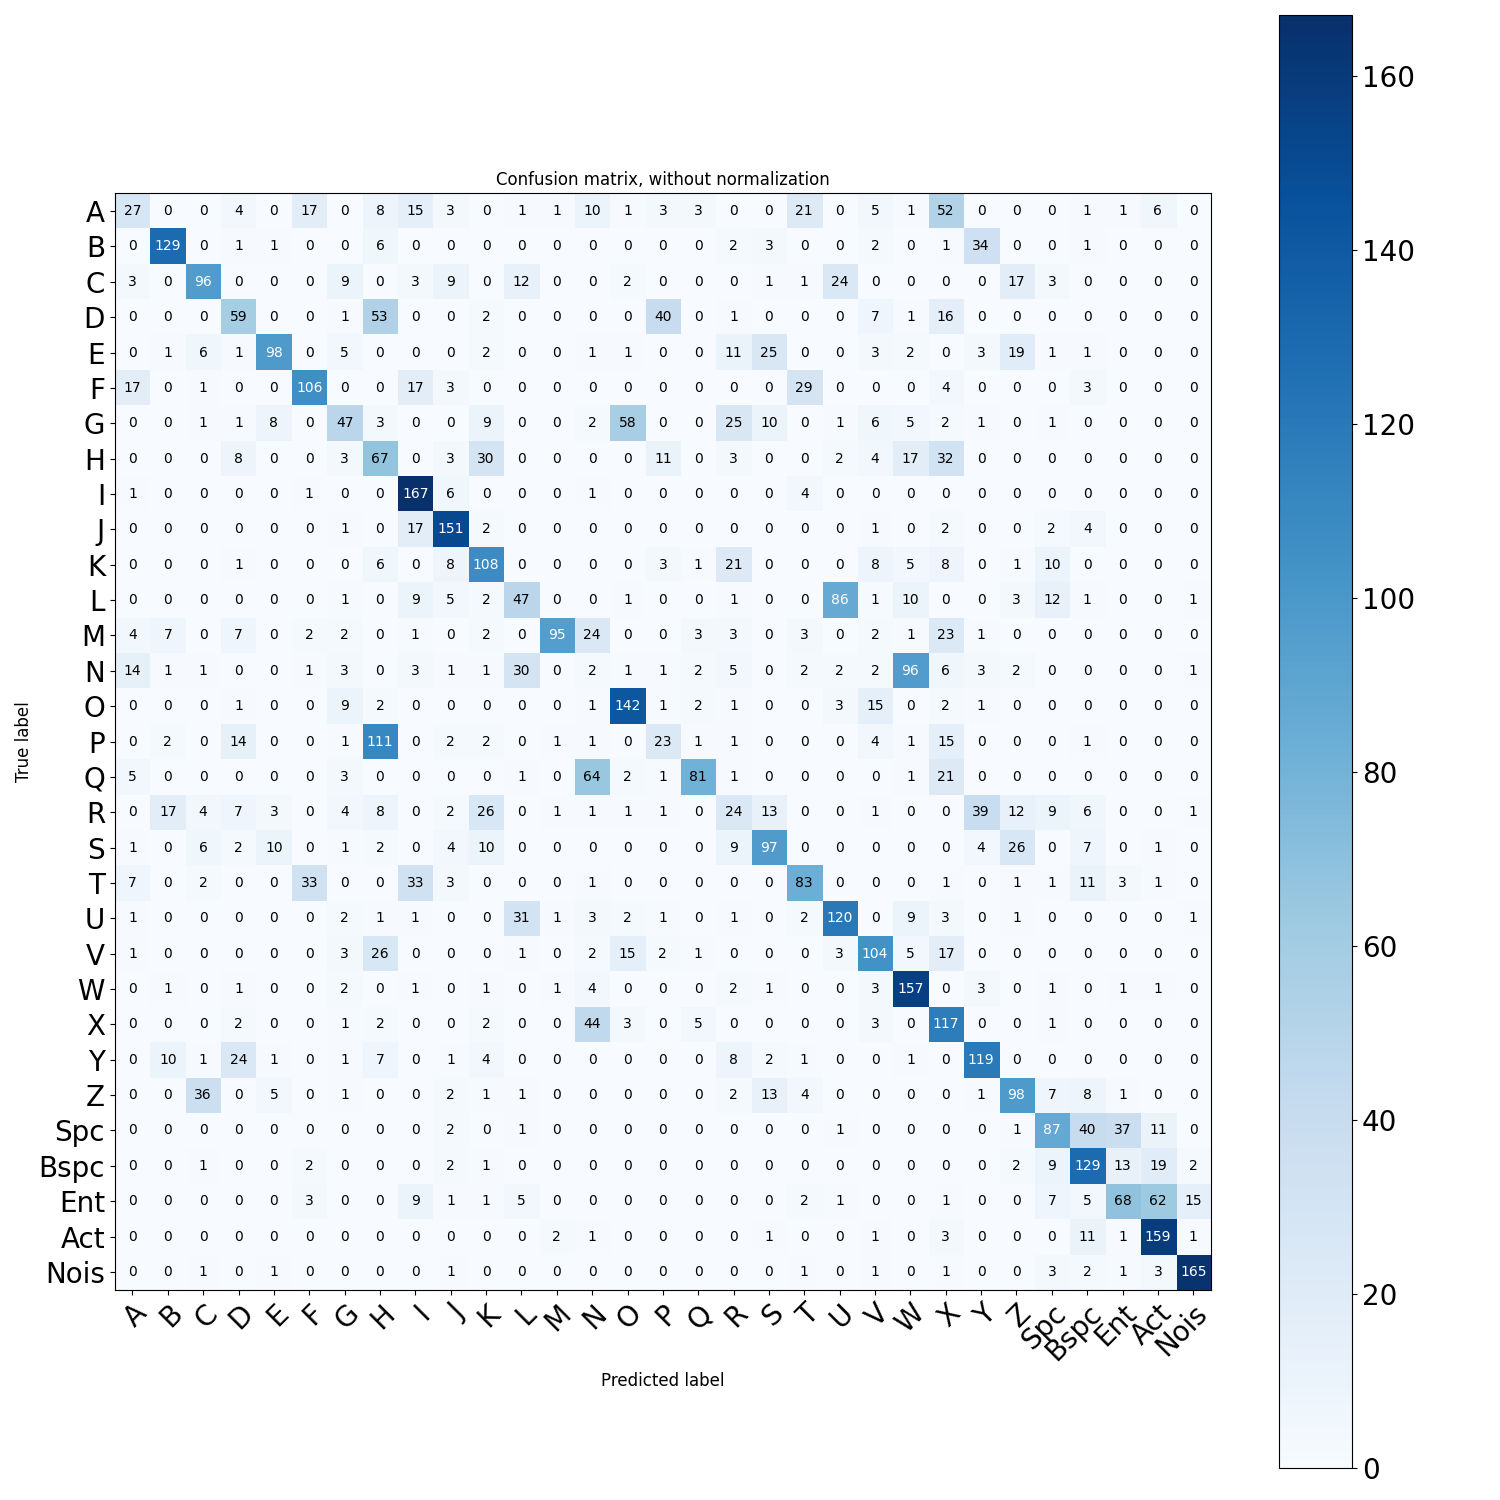 Confusion matrix, without normalization
A 27 0 0 4 0 17 0 8 15 3 0 1 1 10 1 3 3 0 0 21 0 5 1 52 0 0 0 1 1 6 0
B 0 129 0 1 1 0 0 6 0 0 0 0 0 0 0 0 0 2 3 0 0 2 0 1 34 0 0 1 0 0 0
C 3 0 96 0 0 0 9 0 3 9 0 12 0 0 2 0 0 0 1 1 24 0 0 0 0 17 3 0 0 0 0
D 0 0 0 59 0 0 1 53 0 0 2 0 0 0 0 40 0 1 0 0 0 7 1 16 0 0 0 0 0 0 0
E 0 1 6 1 98 0 5 0 0 0 2 0 0 1 1 0 0 11 25 0 0 3 2 0 3 19 1 1 0 0 0
F 17 0 1 0 0 106 0 0 17 3 0 0 0 0 0 0 0 0 0 29 0 0 0 4 0 0 0 3 0 0 0
G 0 0 1 1 8 0 47 3 0 0 9 0 0 2 58 0 0 25 10 0 1 6 5 2 1 0 1 0 0 0 0
H 0 0 0 8 0 0 3 67 0 3 30 0 0 0 0 11 0 3 0 0 2 4 17 32 0 0 0 0 0 0 0
I 1 0 0 0 0 1 0 0 167 6 0 0 0 1 0 0 0 0 0 4 0 0 0 0 0 0 0 0 0 0 0
J 0 0 0 0 0 0 1 0 17 151 2 0 0 0 0 0 0 0 0 0 0 1 0 2 0 0 2 4 0 0 0
K 0 0 0 1 0 0 0 6 0 8 108 0 0 0 0 3 1 21 0 0 0 8 5 8 0 1 10 0 0 0 0
L 0 0 0 0 0 0 1 0 9 5 2 47 0 0 1 0 0 1 0 0 86 1 10 0 0 3 12 1 0 0 1
M 4 7 0 7 0 2 2 0 1 0 2 0 95 24 0 0 3 3 0 3 0 2 1 23 1 0 0 0 0 0 0
N 14 1 1 0 0 1 3 0 3 1 1 30 0 2 1 1 2 5 0 2 2 2 96 6 3 2 0 0 0 0 1
O 0 0 0 1 0 0 9 2 0 0 0 0 0 1 142 1 2 1 0 0 3 15 0 2 1 0 0 0 0 0 0
P 0 2 0 14 0 0 1 111 0 2 2 0 1 1 0 23 1 1 0 0 0 4 1 15 0 0 0 1 0 0 0
Q 5 0 0 0 0 0 3 0 0 0 0 1 0 64 2 1 81 1 0 0 0 0 1 21 0 0 0 0 0 0 0
R 0 17 4 7 3 0 4 8 0 2 26 0 1 1 1 1 0 24 13 0 0 1 0 0 39 12 9 6 0 0 1
S 1 0 6 2 10 0 1 2 0 4 10 0 0 0 0 0 0 9 97 0 0 0 0 0 4 26 0 7 0 1 0
T 7 0 2 0 0 33 0 0 33 3 0 0 0 1 0 0 0 0 0 83 0 0 0 1 0 1 1 11 3 1 0
U 1 0 0 0 0 0 2 1 1 0 0 31 1 3 2 1 0 1 0 2 120 0 9 3 0 1 0 0 0 0 1
V 1 0 0 0 0 0 3 26 0 0 0 1 0 2 15 2 1 0 0 0 3 104 5 17 0 0 0 0 0 0 0
W 0 1 0 1 0 0 2 0 1 0 1 0 1 4 0 0 0 2 1 0 0 3 157 0 3 0 1 0 1 1 0
X 0 0 0 2 0 0 1 2 0 0 2 0 0 44 3 0 5 0 0 0 0 3 0 117 0 0 1 0 0 0 0
Y 0 10 1 24 1 0 1 7 0 1 4 0 0 0 0 0 0 8 2 1 0 0 1 0 119 0 0 0 0 0 0
Z 0 0 36 0 5 0 1 0 0 2 1 1 0 0 0 0 0 2 13 4 0 0 0 0 1 98 7 8 1 0 0
Spc 0 0 0 0 0 0 0 0 0 2 0 1 0 0 0 0 0 0 0 0 1 0 0 0 0 1 87 40 37 11 0
Bspc 0 0 1 0 0 2 0 0 0 2 1 0 0 0 0 0 0 0 0 0 0 0 0 0 0 2 9 129 13 19 2
Ent 0 0 0 0 0 3 0 0 9 1 1 5 0 0 0 0 0 0 0 2 1 0 0 1 0 0 7 5 68 62 15
Act 0 0 0 0 0 0 0 0 0 0 0 0 2 1 0 0 0 0 1 0 0 1 0 3 0 0 0 11 1 159 1
Nois 0 0 1 0 1 0 0 0 0 1 0 0 0 0 0 0 0 0 0 1 0 1 0 1 0 0 3 2 1 3 165
A B C D E F G H I J K L M N O P Q R S T U V W X Y Z Spc Bspc Ent Act Nois
Predicted label
True label
160
140
120
100
80
60
40
20
0